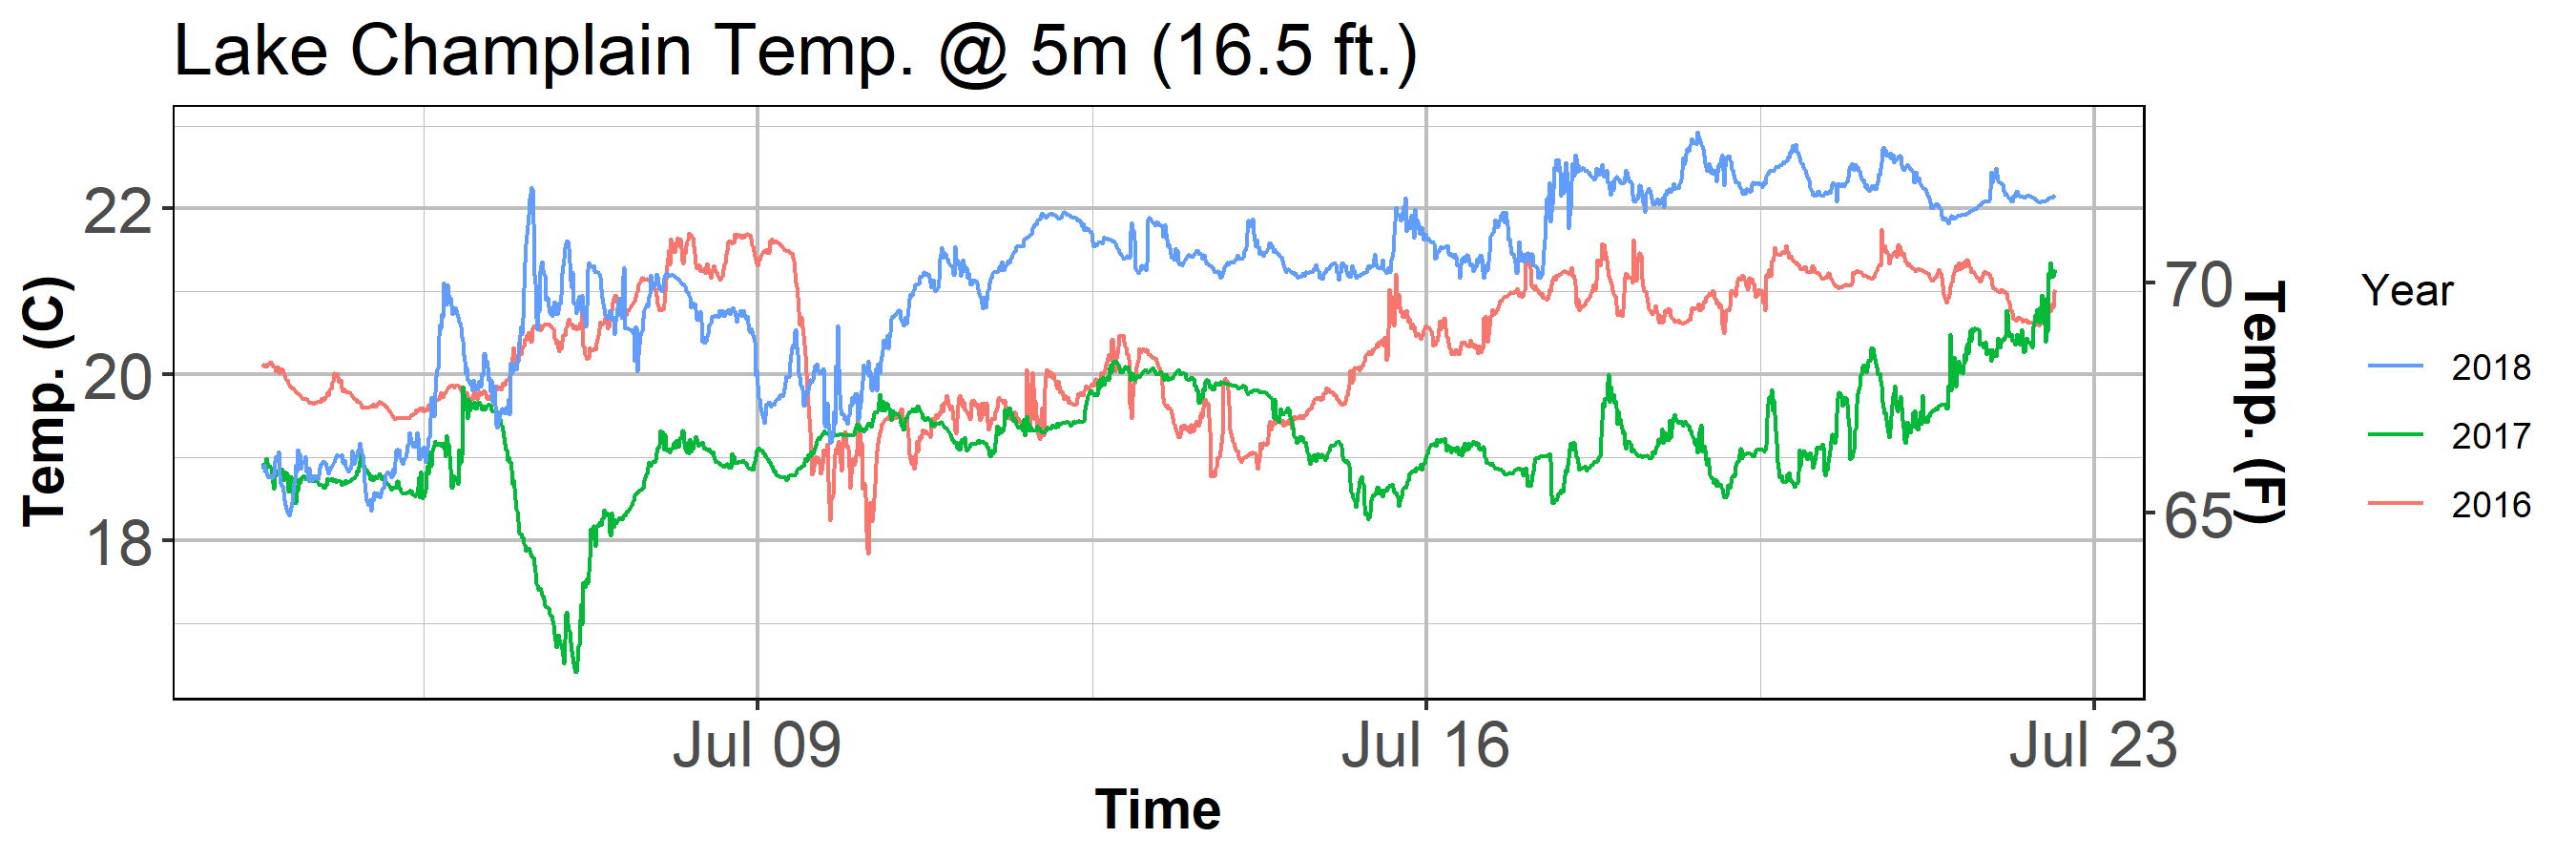 Lake Champlain Temp. @ 5m (16.5 ft.)
Temp. (C)
22
20
18
70
65
Temp. (F)
Jul 09
Jul 16
Jul 23
Time
Year
2018
2017
2016